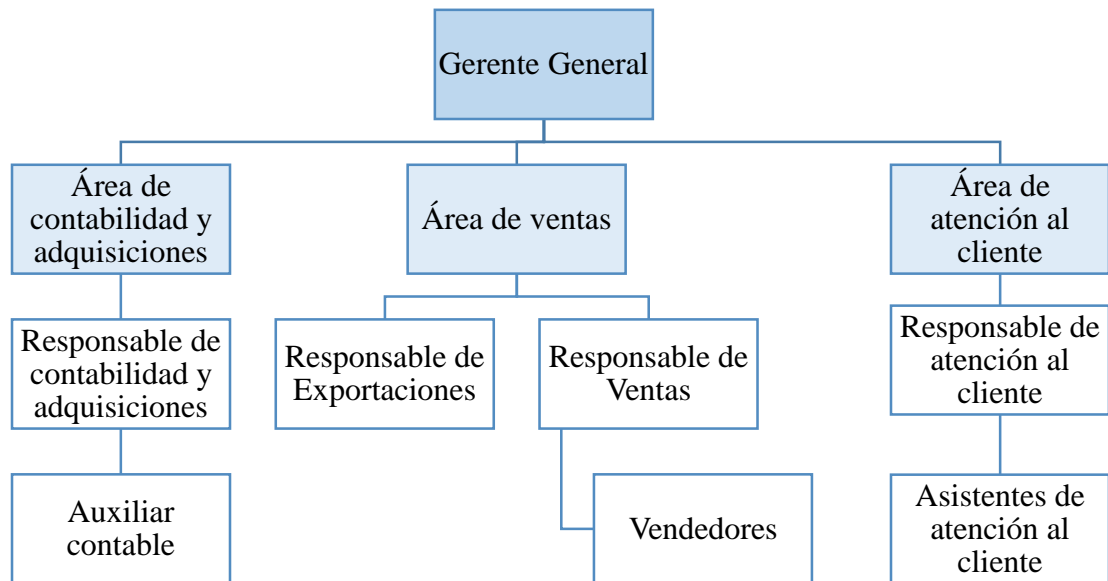 Gerente General
Área de
contabilidad y
adquisiciones
Área de ventas
Área de
atención al
cliente
Responsable de
contabilidad y
adquisiciones
Responsable de
Exportaciones
Responsable de
Ventas
Responsable de
atención al
cliente
Auxiliar
contable
Vendedores
Asistentes de
atención al
cliente